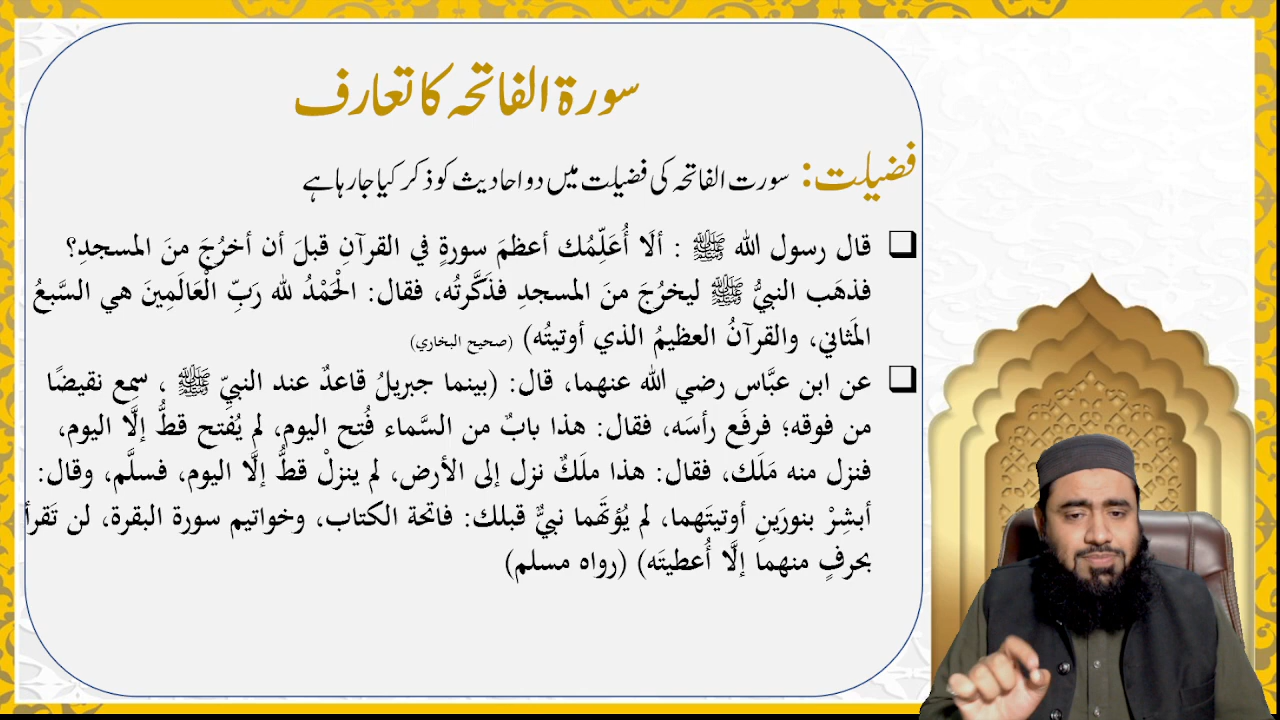 سورۃ الفاتحہ کا تعارف
فضیلت: سورت الفاتحہ کی فضیلت میں دو احادیث کو ذکر کیا جا رہا ہے
❑ قال رسول الله ﷺ : ألَا أُعَلِّمُك أعظمَ سورةٍ في القرآنِ قبلَ أن أخرُجَ منَ المسجدِ؟
فذهَب النبيُّ ﷺ ليخرُجَ منَ المسجدِ فذَكَّرتُه، فقال: الْحَمْدُ لله رَبِّ الْعَالَمِينَ هي السَّبعُ
المَثاني، والقرآنُ العظيمُ الذي أوتيتُه) (صحيح البخاري)
❑ عن ابن عبَّاس رضي الله عنهما، قال: (بينما جبريلُ قاعدٌ عند النبيِّ ﷺ ، سمِع نقيضًا
من فوقه؛ فرفَع رأسَه، فقال: هذا بابٌ من السَّماء فُتِح اليوم، لم يُفتح قطُّ إلَّا اليوم،
فنزل منه مَلَك، فقال: هذا ملَكٌ نزل إلى الأرض، لم ينزلْ قطُّ إلَّا اليوم، فسلَّم، وقال:
أبشِرْ بنورَينِ أوتيتَهما، لم يُؤتَهما نبيٌّ قبلك: فاتحة الكتاب، وخواتيم سورة البقرة، لن تَقرأ
بحرفٍ منهما إلَّا أُعطيتَه) (رواه مسلم)